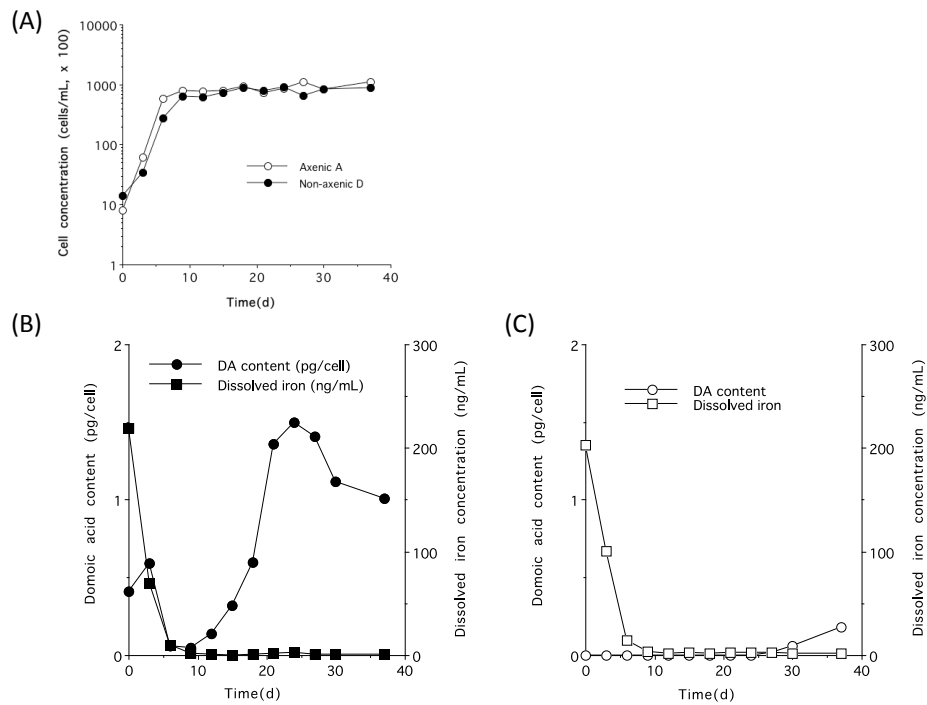 (A)
10000
1000
100
10
1
Cell concentration (cells/mL, x 100)
Axenic A
Non-axenic D
0 10 20 30 40
Time(d)
(B)
2
1
0
Domoic acid content (pg/cell)
DA content (pg/cell)
Dissolved iron (ng/mL)
300
200
100
0
Dissolved iron concentration (ng/mL)
0 10 20 30 40
Time(d)
(C)
2
1
0
Domoic acid content (pg/cell)
DA content
Dissolved iron
300
200
100
0
Dissolved iron concentration (ng/mL)
0 10 20 30 40
Time(d)